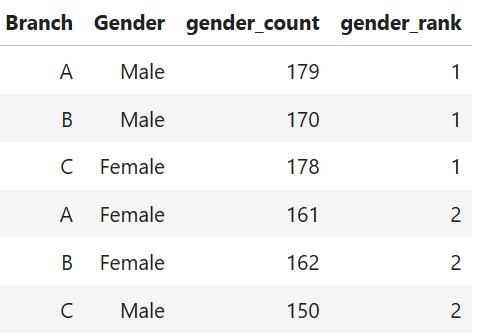 Branch Gender gender_count gender_rank
A Male 179 1
B Male 170 1
C Female 178 1
A Female 161 2
B Female 162 2
C Male 150 2